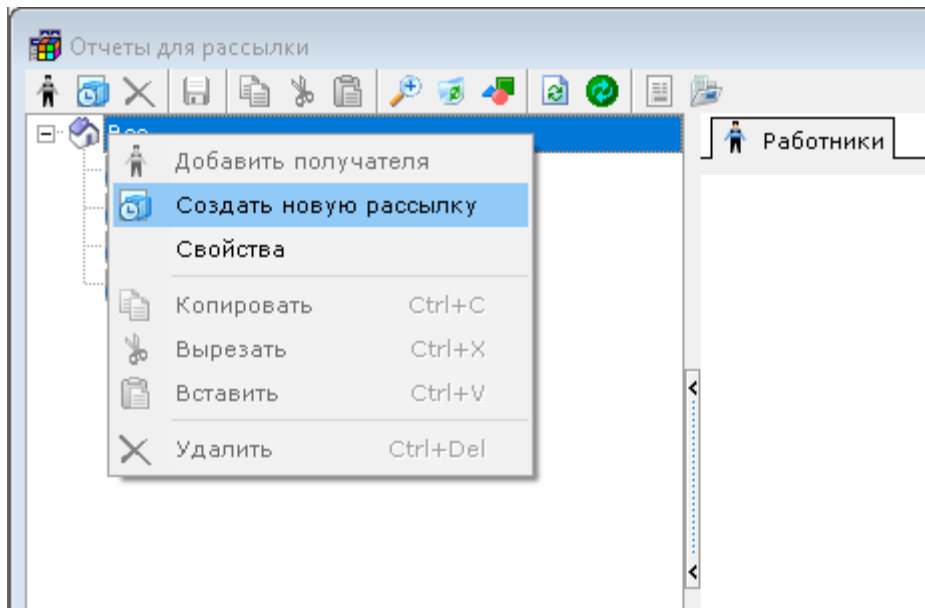 Отчеты для рассылки
Работники
Добавить получателя
Создать новую рассылку
Свойства
Копировать Ctrl+C
Вырезать Ctrl+X
Вставить Ctrl+V
Удалить Ctrl+Del